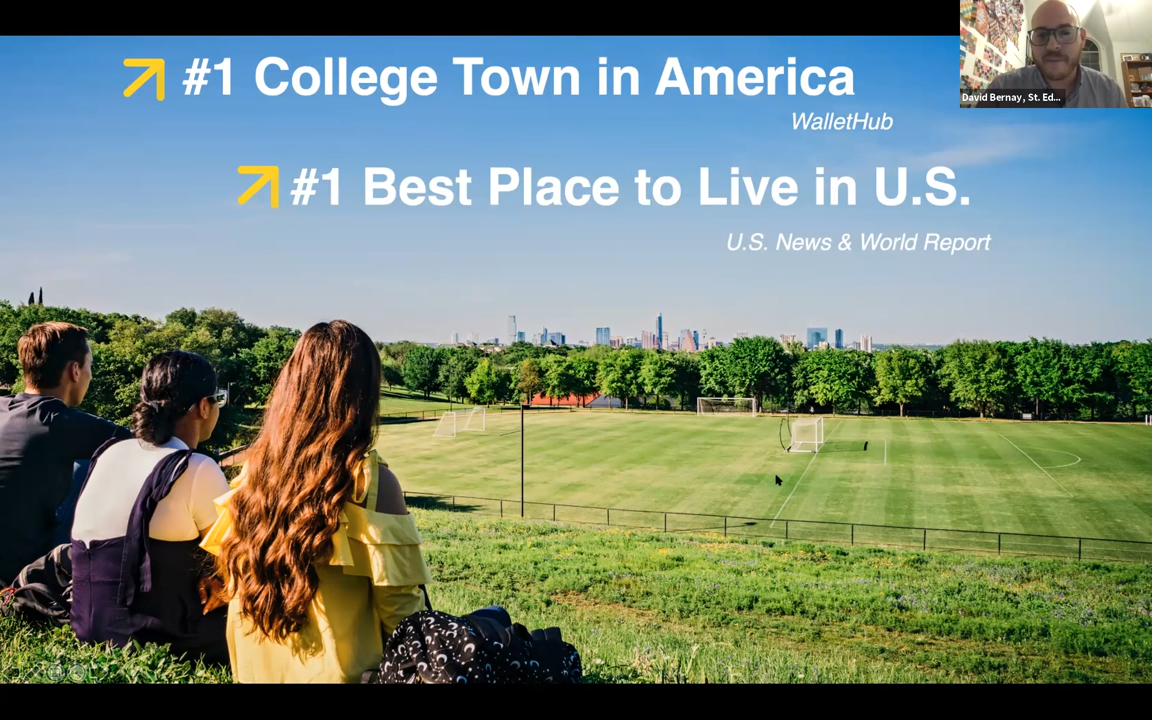 #1 College Town in America
WalletHub
#1 Best Place to Live in U.S.
U.S. News & World Report
David Bernay, St. Ed...